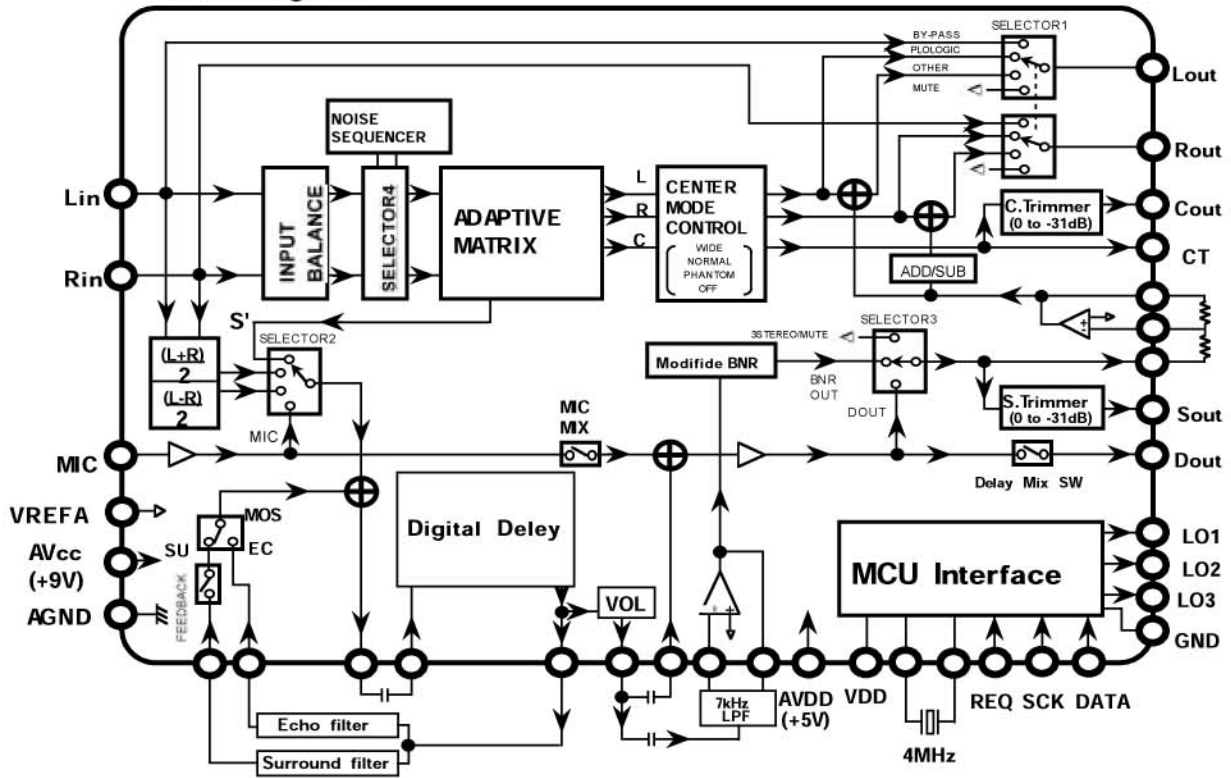 SELECTOR1
BY-PASS
PLOLOGIC
OTHER
MUTE
Lout
Rout
NOISE
SEQUENCER
Lin
Rin
INPUT
BALANCE
SELECTOR4
ADAPTIVE
MATRIX
L
R
C
CENTER
MODE
CONTROL
WIDE
NORMAL
PHANTOM
OFF
C.Trimmer
(0 to -31dB)
Cout
CT
ADD/SUB
S'
SELECTOR2
(L+R)
2
(L-R)
2
MIC
3STEREO/MUTE
SELECTOR3
Modifide BNR
BNR
OUT
DOUT
S.Trimmer
(0 to -31dB)
Sout
MIC
MIC
MIX
Delay Mix SW
Dout
VREFA
AVcc
(+9V)
AGND
MOS
SU
EC
FEEDBACK
Digital Deley
VOL
MCU Interface
LO1
LO2
LO3
GND
7kHz
LPF
AVDD
(+5V)
VDD
REQ SCK DATA
4MHz
Echo filter
Surround filter